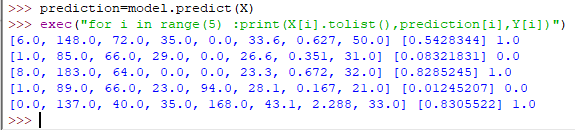 >>> prediction=model.predict(X)
>>> exec("for i in range(5) :print(X[i].tolist(),prediction[i],Y[i])")
[6.0, 148.0, 72.0, 35.0, 0.0, 33.6, 0.627, 50.0] [0.5428344] 1.0
[1.0, 85.0, 66.0, 29.0, 0.0, 26.6, 0.351, 31.0] [0.08321831] 0.0
[8.0, 183.0, 64.0, 0.0, 0.0, 23.3, 0.672, 32.0] [0.8285245] 1.0
[1.0, 89.0, 66.0, 23.0, 94.0, 28.1, 0.167, 21.0] [0.01245207] 0.0
[0.0, 137.0, 40.0, 35.0, 168.0, 43.1, 2.288, 33.0] [0.8305522] 1.0
>>>